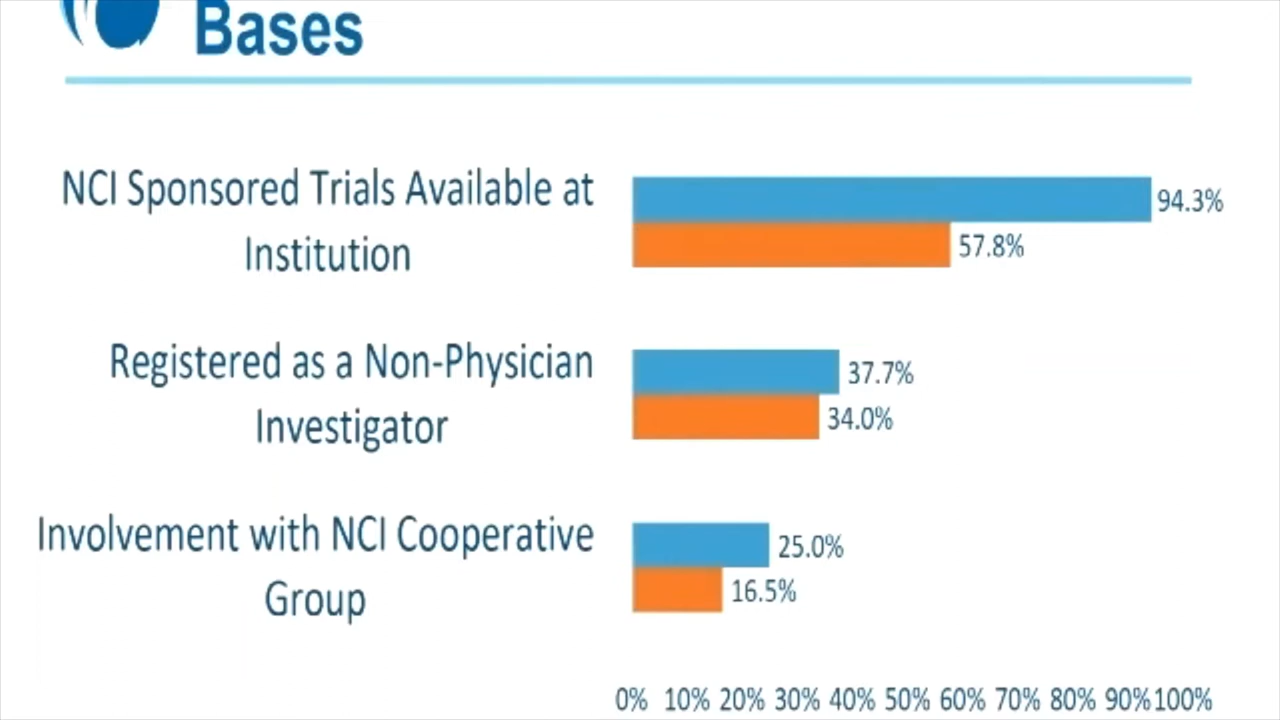 Bases
NCI Sponsored Trials Available at
Institution
94.3%
57.8%
Registered as a Non-Physician
Investigator
37.7%
34.0%
Involvement with NCI Cooperative
Group
25.0%
16.5%
0% 10% 20% 30% 40% 50% 60% 70% 80% 90% 100%